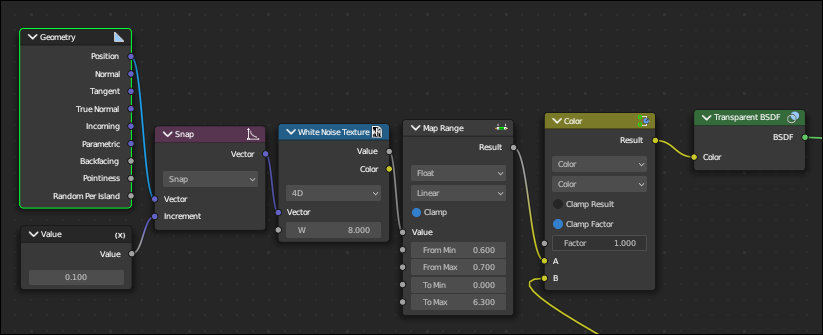 Geometry
Position
Normal
Tangent
True Normal
Incoming
Parametric
Backfacing
Pointiness
Random Per Island
Value (X)
Value
0.100
Snap
Vector
Snap
Vector
Increment
White Noise Texture
Value
Color
4D
Vector
W 8.000
Map Range
Result
Float
Linear
Clamp
Value
From Min 0.600
From Max 0.700
To Min 0.000
To Max 6.300
Color
Result
Color
Color
Clamp Result
Clamp Factor
Factor 1.000
A
B
Transparent BSDF
BSDF
Color